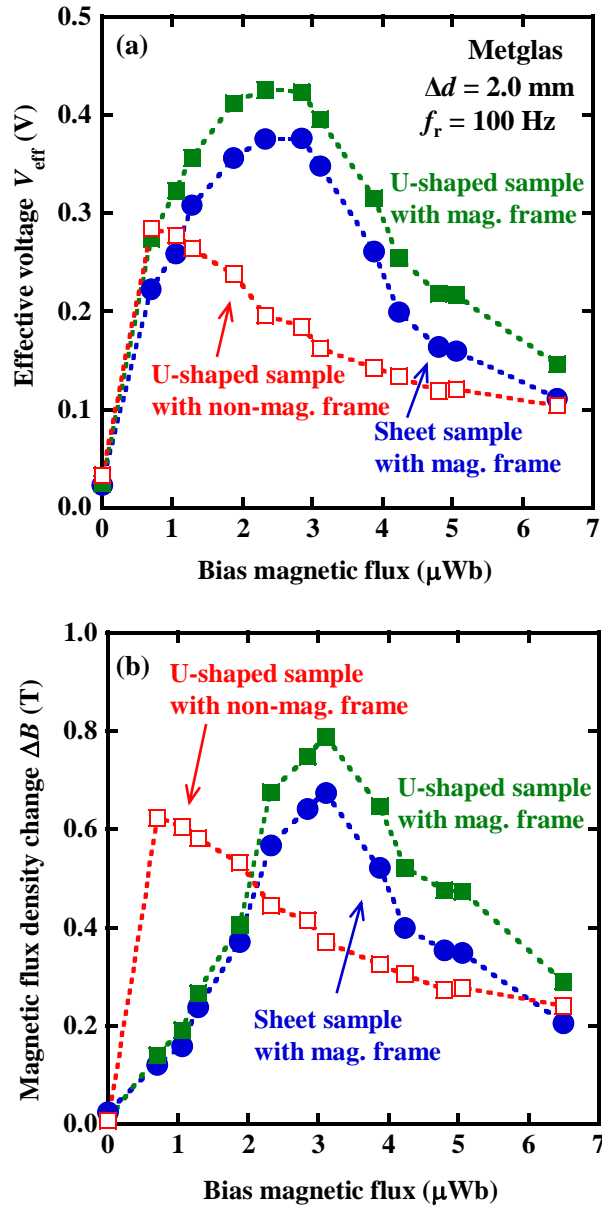 (a)
Metglas
Δd = 2.0 mm
fr = 100 Hz
U-shaped sample
with mag. frame
U-shaped sample
with non-mag. frame
Sheet sample
with mag. frame
Effective voltage Veff (V)
0.5
0.4
0.3
0.2
0.1
0.0
0 1 2 3 4 5 6 7
Bias magnetic flux (μWb)
(b)
U-shaped sample
with non-mag. frame
U-shaped sample
with mag. frame
Sheet sample
with mag. frame
Magnetic flux density change ΔB (T)
1.0
0.8
0.6
0.4
0.2
0.0
0 1 2 3 4 5 6 7
Bias magnetic flux (μWb)